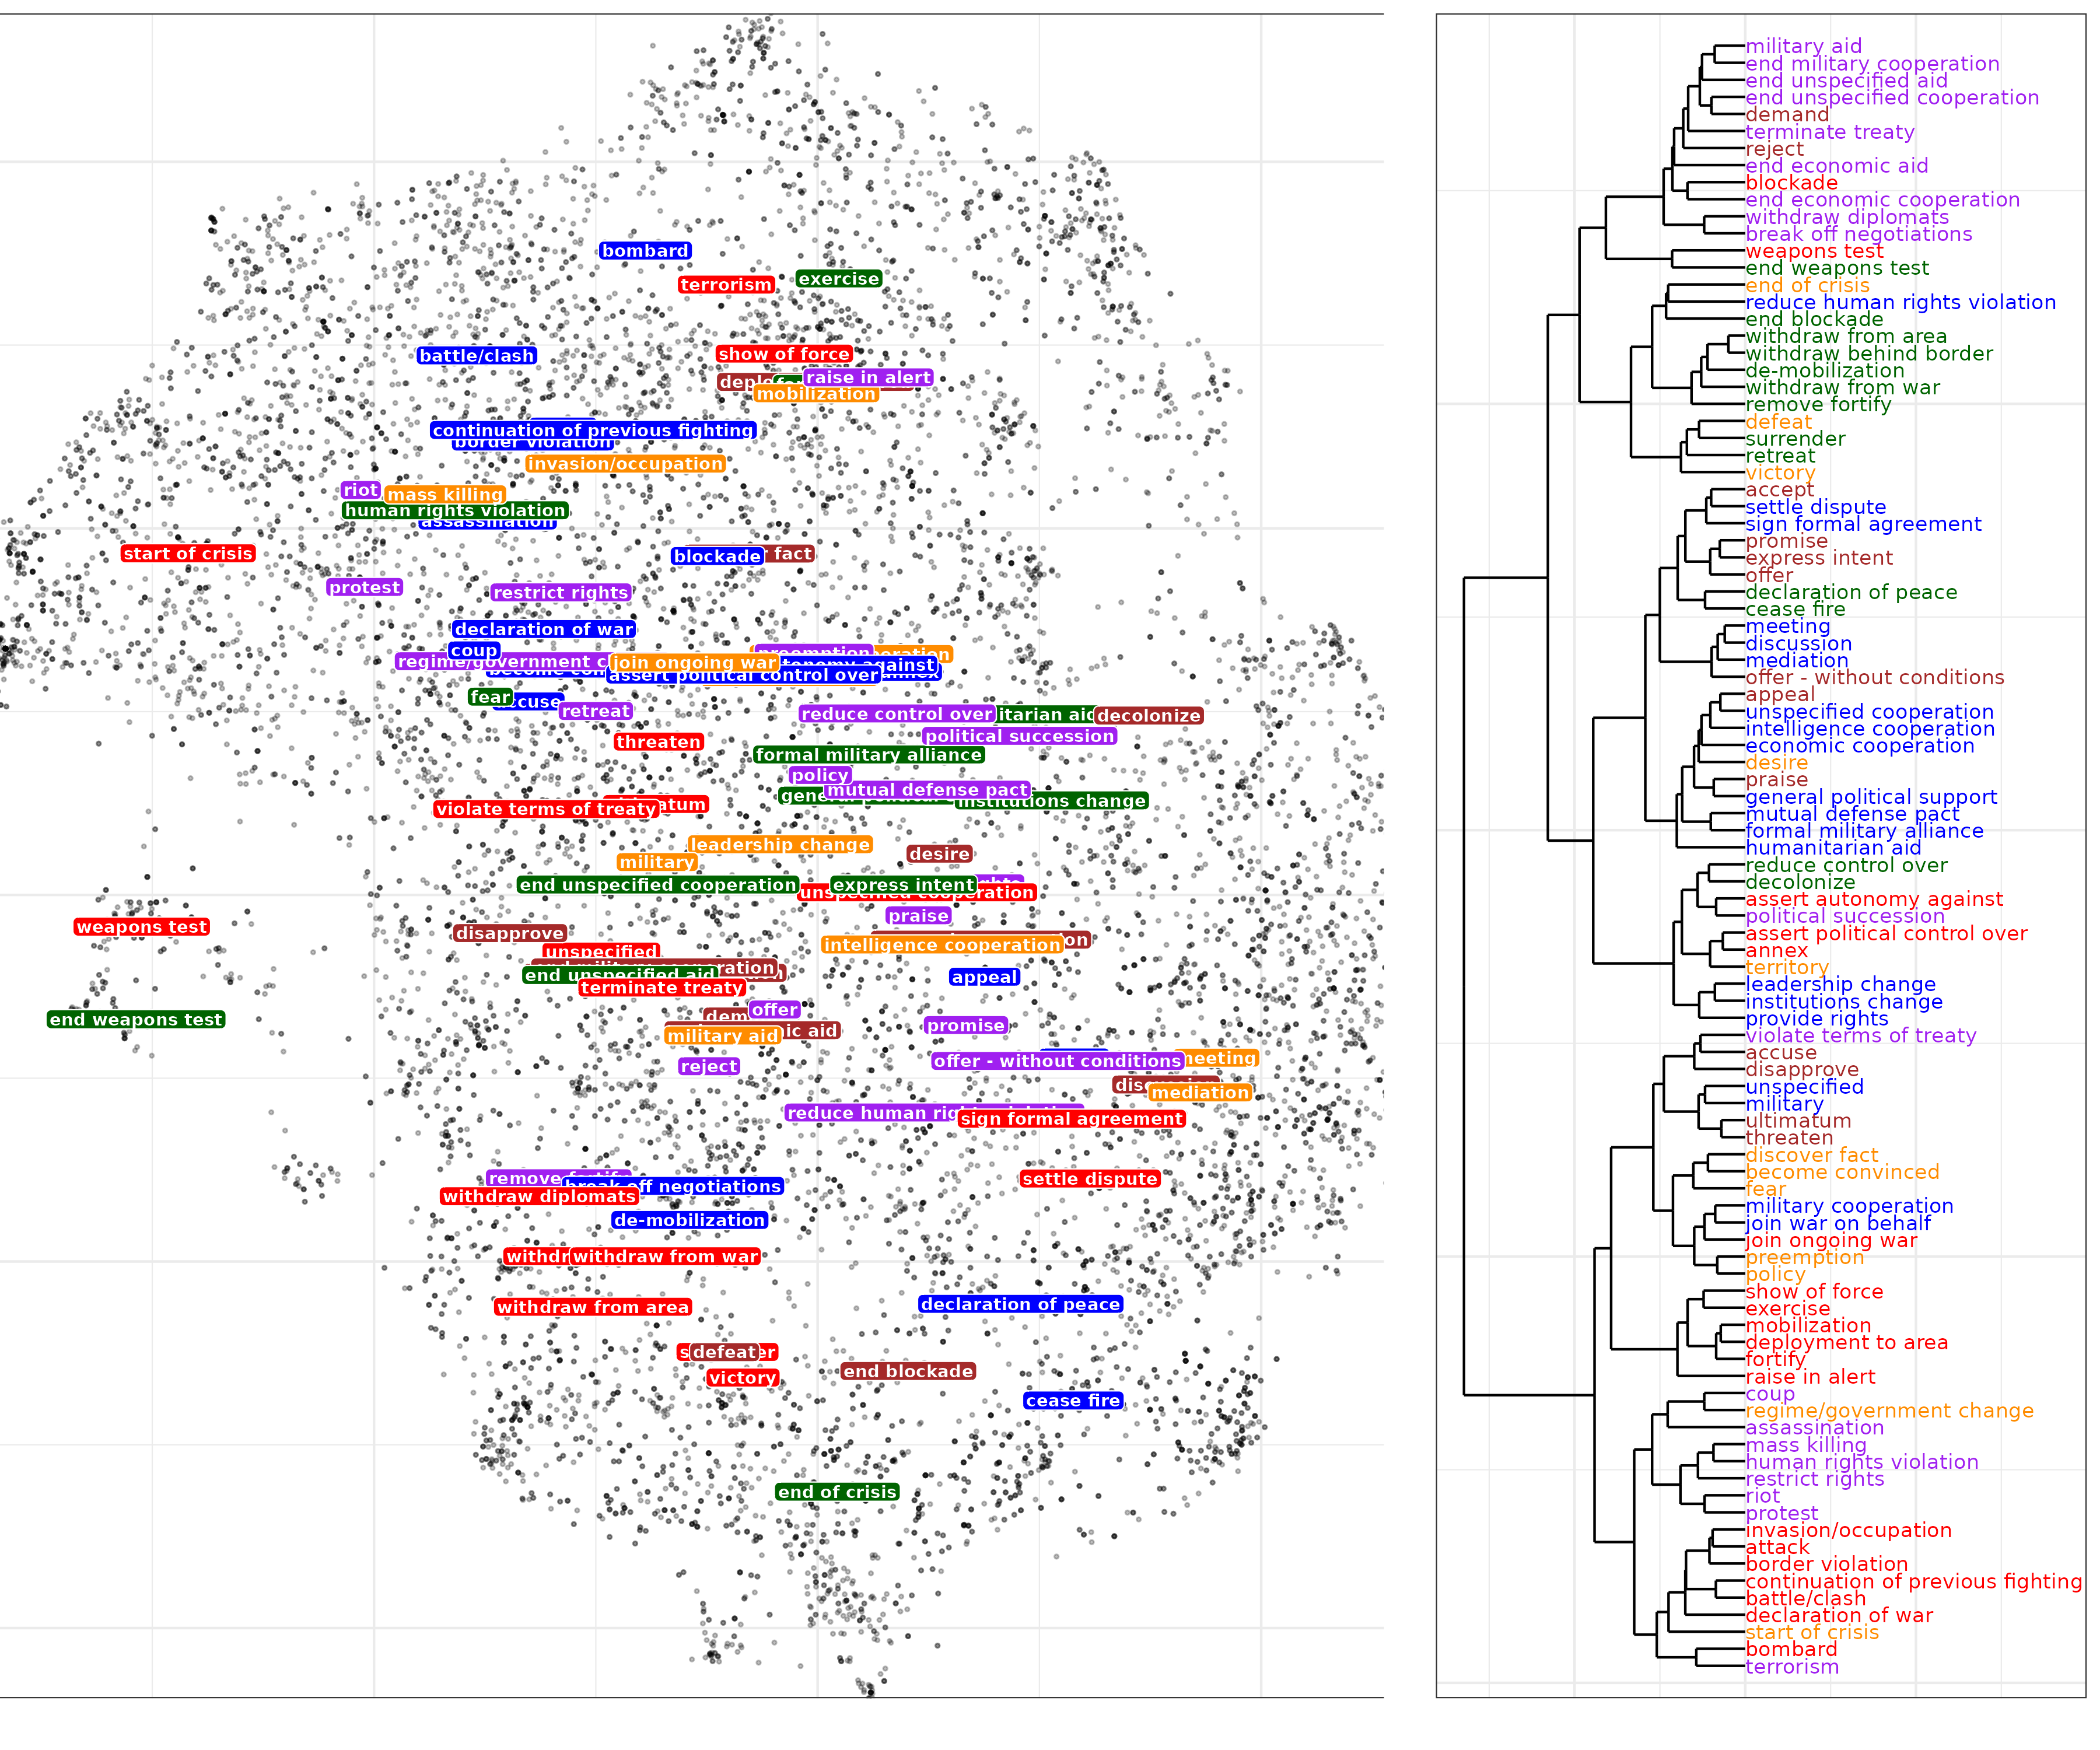 bombard
terrorism
exercise
battle/clash
show of force
raise in alert
mobilization
continuation of previous fighting
border violation
invasion/occupation
riot
mass killing
human rights violation
assassination
start of crisis
blockade
fact
protest
restrict rights
declaration of war
coup
preemption
join ongoing war
assert political control over
fear
accuse
retreat
reduce control over
decolonize
political succession
threaten
formal military alliance
policy
mutual defense pact
institutions change
violate terms of treaty
leadership change
military
desire
end unspecified cooperation
express intent
unspecified cooperation
praise
weapons test
disapprove
intelligence cooperation
unspecified
end unspecified aid
appeal
terminate treaty
offer
end weapons test
promise
aid
military aid
offer - without conditions
meeting
reject
mediation
sign formal agreement
settle dispute
break off negotiations
withdraw diplomats
de-mobilization
withdraw from war
withdraw from area
declaration of peace
defeat
victory
end blockade
cease fire
end of crisis
military aid
end military cooperation
end unspecified aid
end unspecified cooperation
demand
terminate treaty
reject
end economic aid
blockade
end economic cooperation
withdraw diplomats
break off negotiations
weapons test
end weapons test
end of crisis
reduce human rights violation
end blockade
withdraw from area
withdraw behind border
de-mobilization
withdraw from war
remove fortify
defeat
surrender
retreat
victory
accept
settle dispute
sign formal agreement
promise
express intent
offer
declaration of peace
cease fire
meeting
discussion
mediation
offer - without conditions
appeal
unspecified cooperation
intelligence cooperation
economic cooperation
desire
praise
general political support
mutual defense pact
formal military alliance
humanitarian aid
reduce control over
decolonize
assert autonomy against
political succession
assert political control over
annex
territory
leadership change
institutions change
provide rights
violate terms of treaty
accuse
disapprove
unspecified
military
ultimatum
threaten
discover fact
become convinced
fear
military cooperation
join war on behalf
join ongoing war
preemption
policy
show of force
exercise
mobilization
deployment to area
fortify
raise in alert
coup
regime/government change
assassination
mass killing
human rights violation
restrict rights
riot
protest
invasion/occupation
attack
border violation
continuation of previous fighting
battle/clash
declaration of war
start of crisis
bombard
terrorism